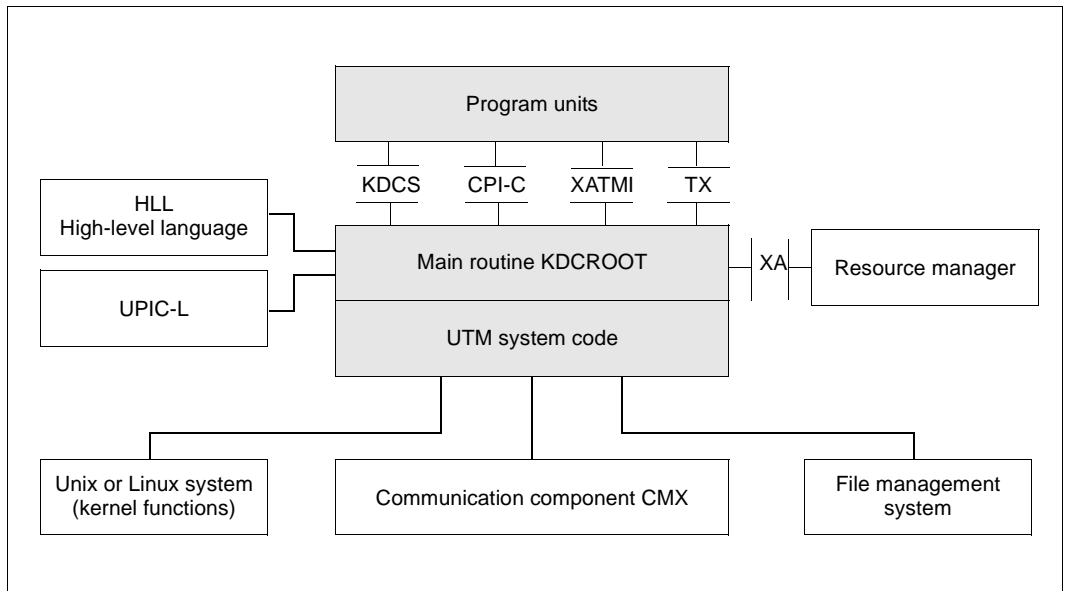 Program units
KDCS CPI-C XATMI TX
HLL
High-level language
Main routine KDCROOT
XA
Resource manager
UPIC-L
UTM system code
Unix or Linux system
(kernel functions)
Communication component CMX
File management
system